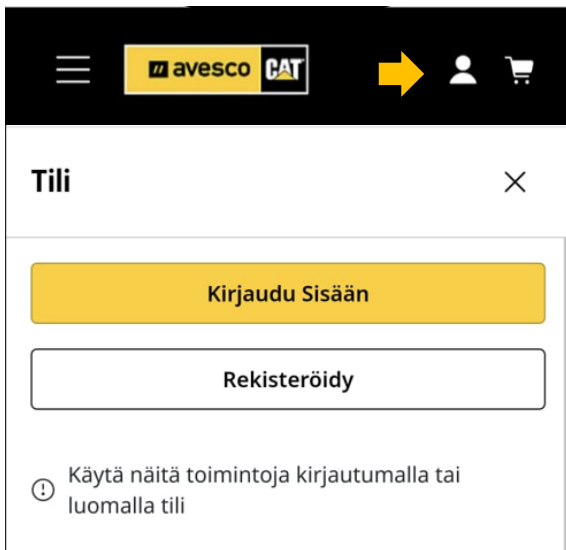 avesco CAT
Tili
Kirjaudu Sisään
Rekisteröidy
Käytä näitä toimintoja kirjautumalla tai
luomalla tili